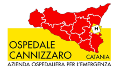 H
OSPEDALE
CANNIZZARO
CATANIA
AZIENDA OSPEDALIERA PER L'EMERGENZA